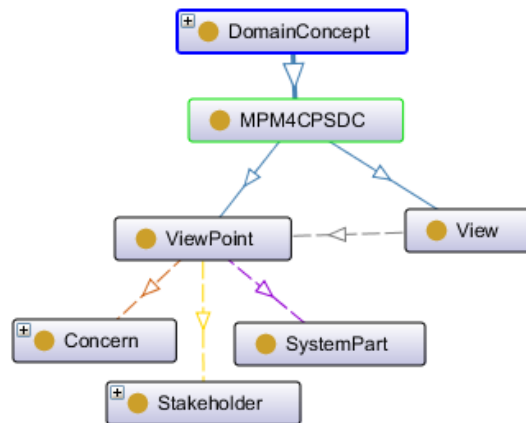 DomainConcept
MPM4CPSDC
ViewPoint
View
Concern
SystemPart
Stakeholder